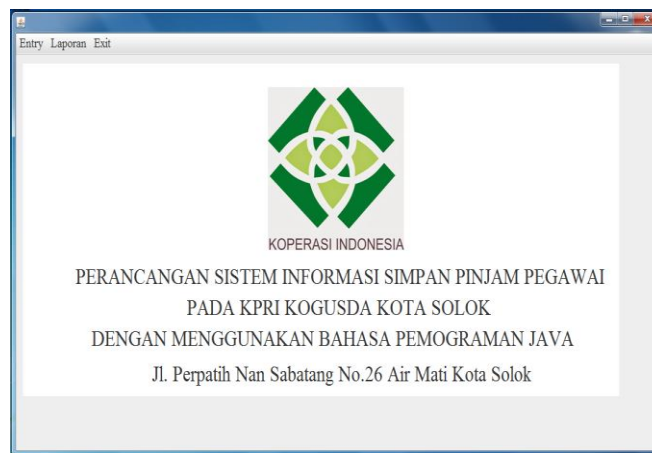 Entry Laporan Exit
KOPERASI INDONESIA
PERANCANGAN SISTEM INFORMASI SIMPAN PINJAM PEGAWAI
PADA KPRI KOGUSDA KOTA SOLOK
DENGAN MENGGUNAKAN BAHASA PEMOGRAMAN JAVA
Jl. Perpatih Nan Sabatang No.26 Air Mati Kota Solok